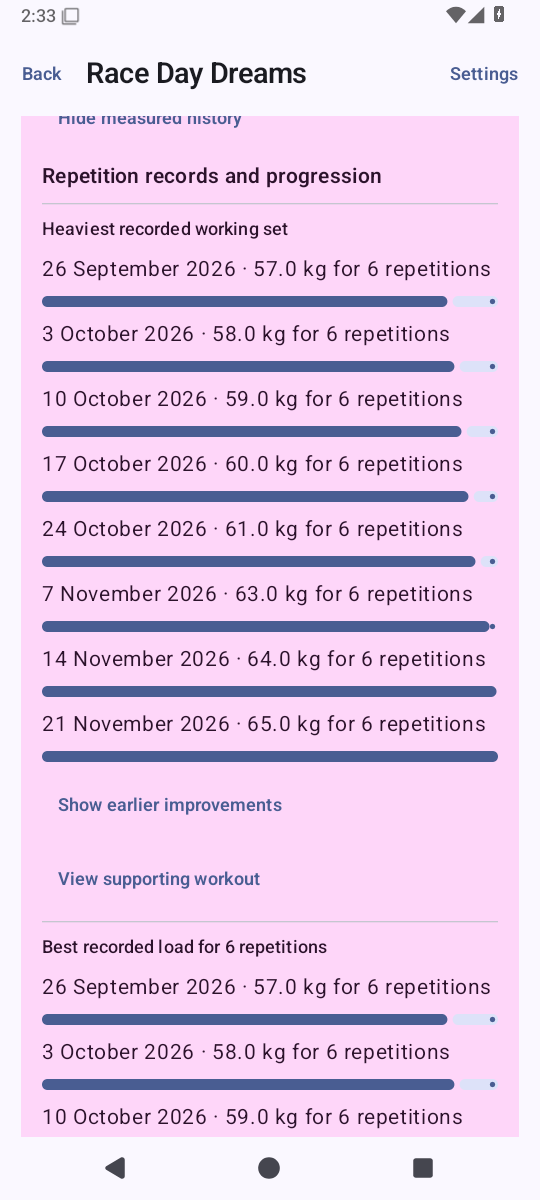 2:33
Back
Race Day Dreams
Settings
Hide measured history
Repetition records and progression
Heaviest recorded working set
26 September 2026 · 57.0 kg for 6 repetitions
3 October 2026 · 58.0 kg for 6 repetitions
10 October 2026 · 59.0 kg for 6 repetitions
17 October 2026 · 60.0 kg for 6 repetitions
24 October 2026 · 61.0 kg for 6 repetitions
7 November 2026 · 63.0 kg for 6 repetitions
14 November 2026 · 64.0 kg for 6 repetitions
21 November 2026 · 65.0 kg for 6 repetitions
Show earlier improvements
View supporting workout
Best recorded load for 6 repetitions
26 September 2026 · 57.0 kg for 6 repetitions
3 October 2026 · 58.0 kg for 6 repetitions
10 October 2026 · 59.0 kg for 6 repetitions